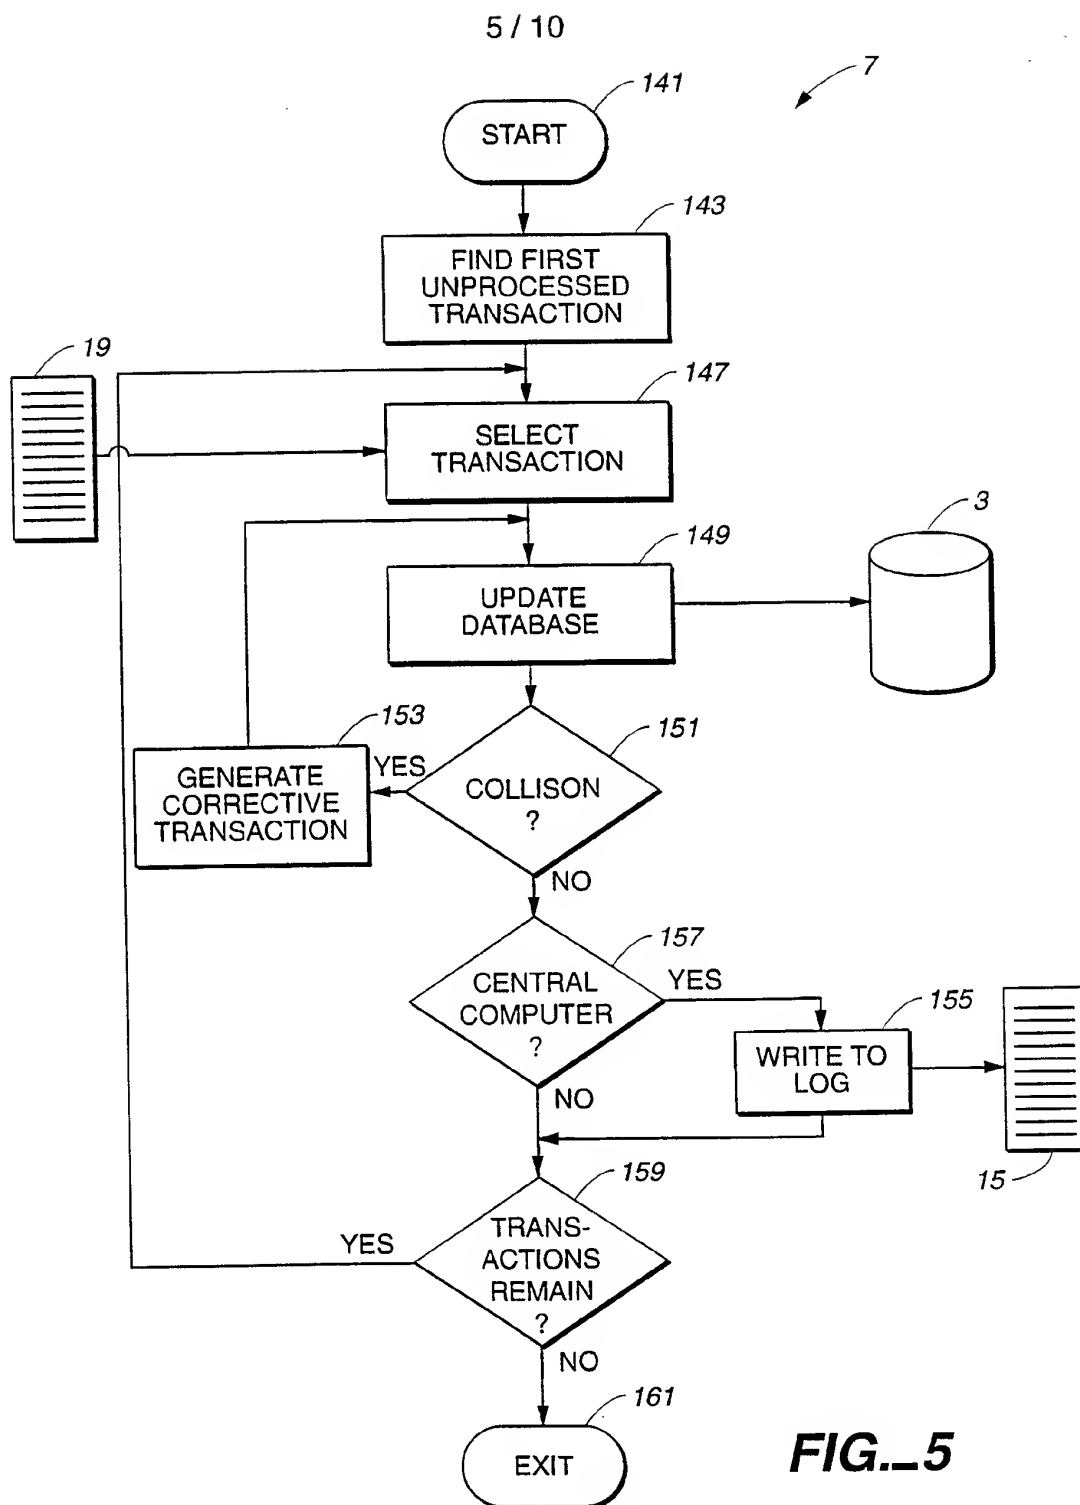 5 / 10
7
141
START
143
FIND FIRST
UNPROCESSED
TRANSACTION
19
147
SELECT
TRANSACTION
3
149
UPDATE
DATABASE
153
151
YES
GENERATE
CORRECTIVE
TRANSACTION
COLLISON
?
NO
157
CENTRAL
COMPUTER
?
YES
155
WRITE TO
LOG
NO
15
159
YES
TRANS-
ACTIONS
REMAIN
?
NO
161
EXIT
FIG._5